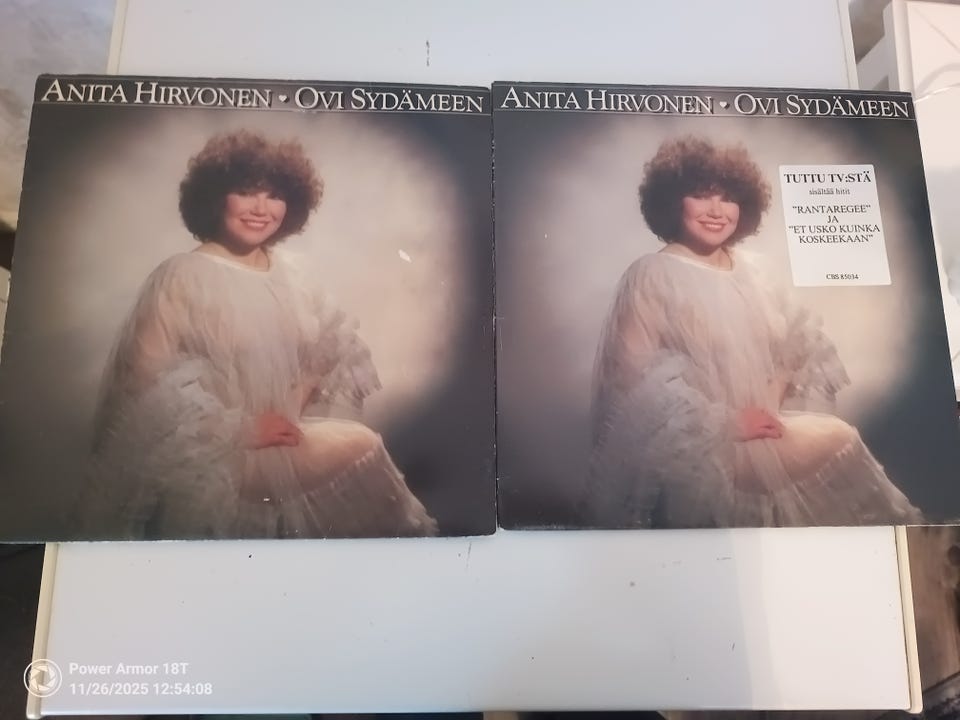 ANITA HIRVONEN ♥ OVI SYDÄMEEN
ANITA HIRVONEN ♥ OVI SYDÄMEEN
TUTTU TV:STÄ
sisältää hitit
"RANTAREGEE"
JA
"ET USKO KUINKA
KOSKEEKAAN"
CBS 85034
Power Armor 18T
11/26/2025 12:54:08